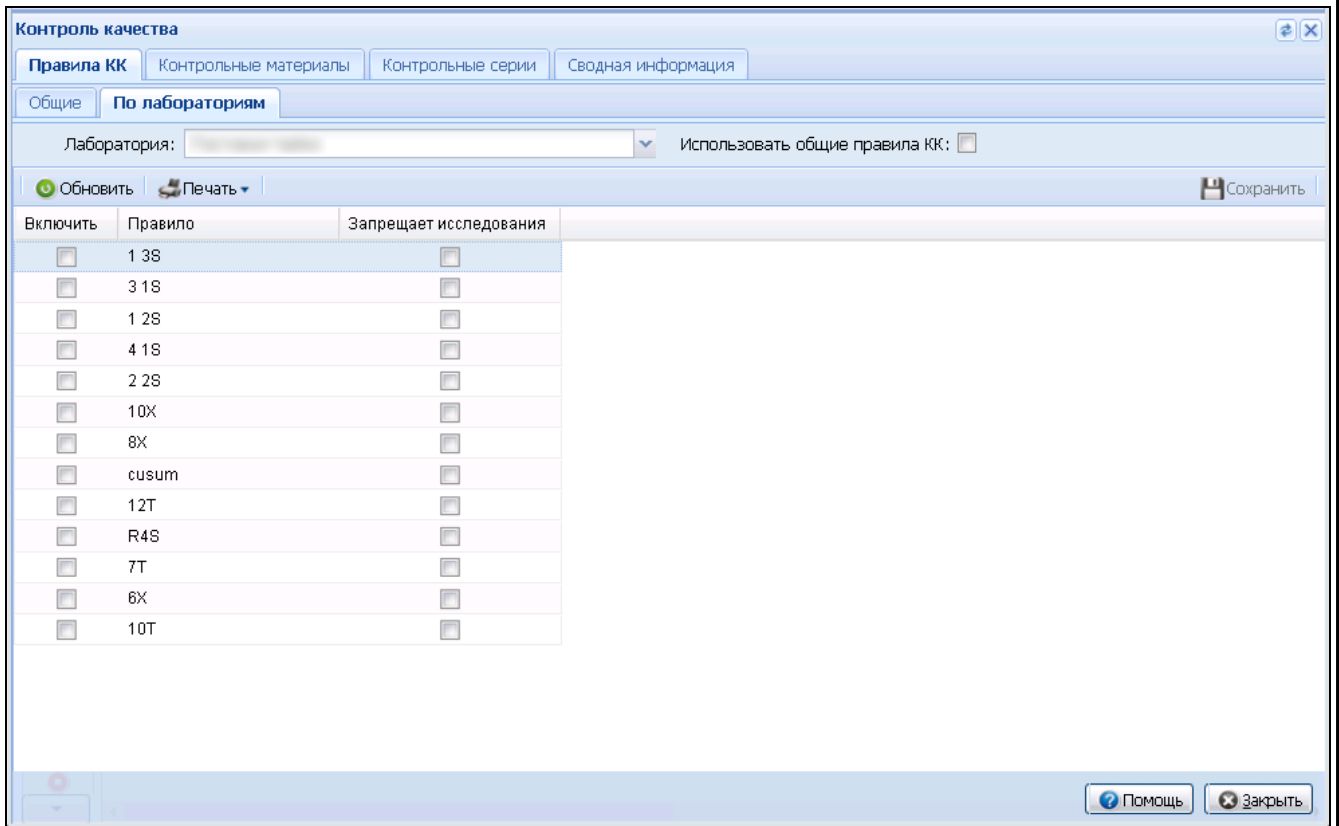 Контроль качества
Правила КК Контрольные материалы Контрольные серии Сводная информация
Общие По лабораториям
Лаборатория: Использовать общие правила КК:
Обновить Печать Сохранить
Включить Правило Запрещает исследования
1 3S
3 1S
1 2S
4 1S
2 2S
10X
8X
cusum
12T
R4S
7T
6X
10T
Помощь Закрыть